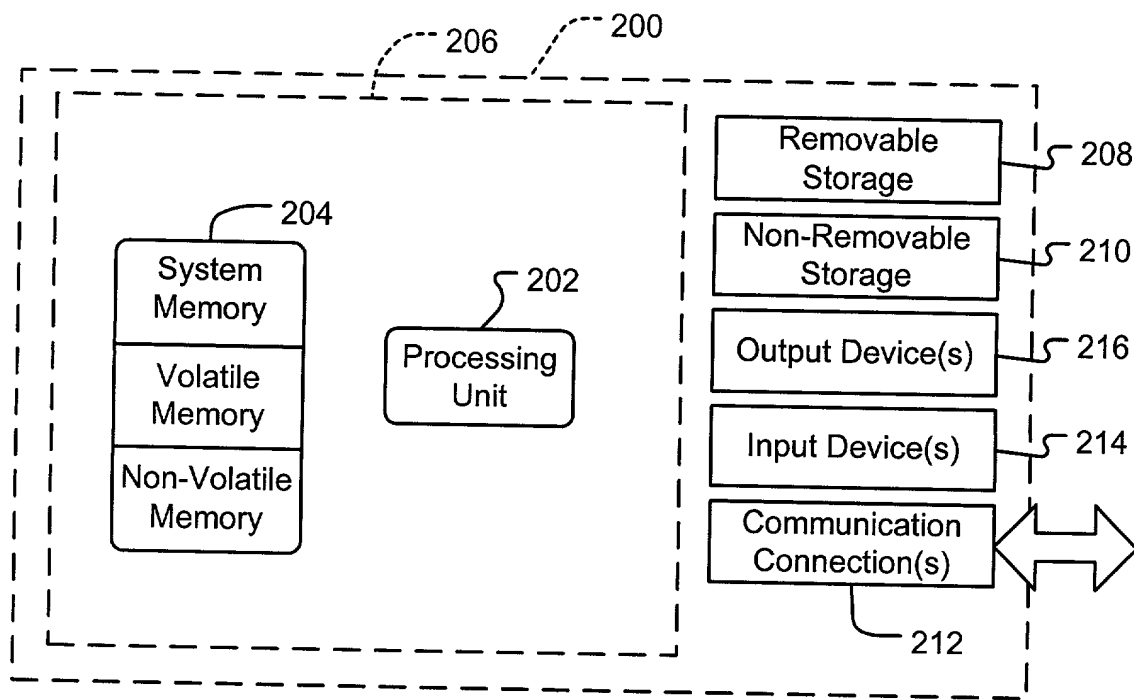 206
200
Removable
Storage
208
204
System
Memory
Non-Removable
Storage
210
202
Processing
Unit
Volatile
Memory
Output Device(s)
216
Non-Volatile
Memory
Input Device(s)
214
Communication
Connection(s)
212